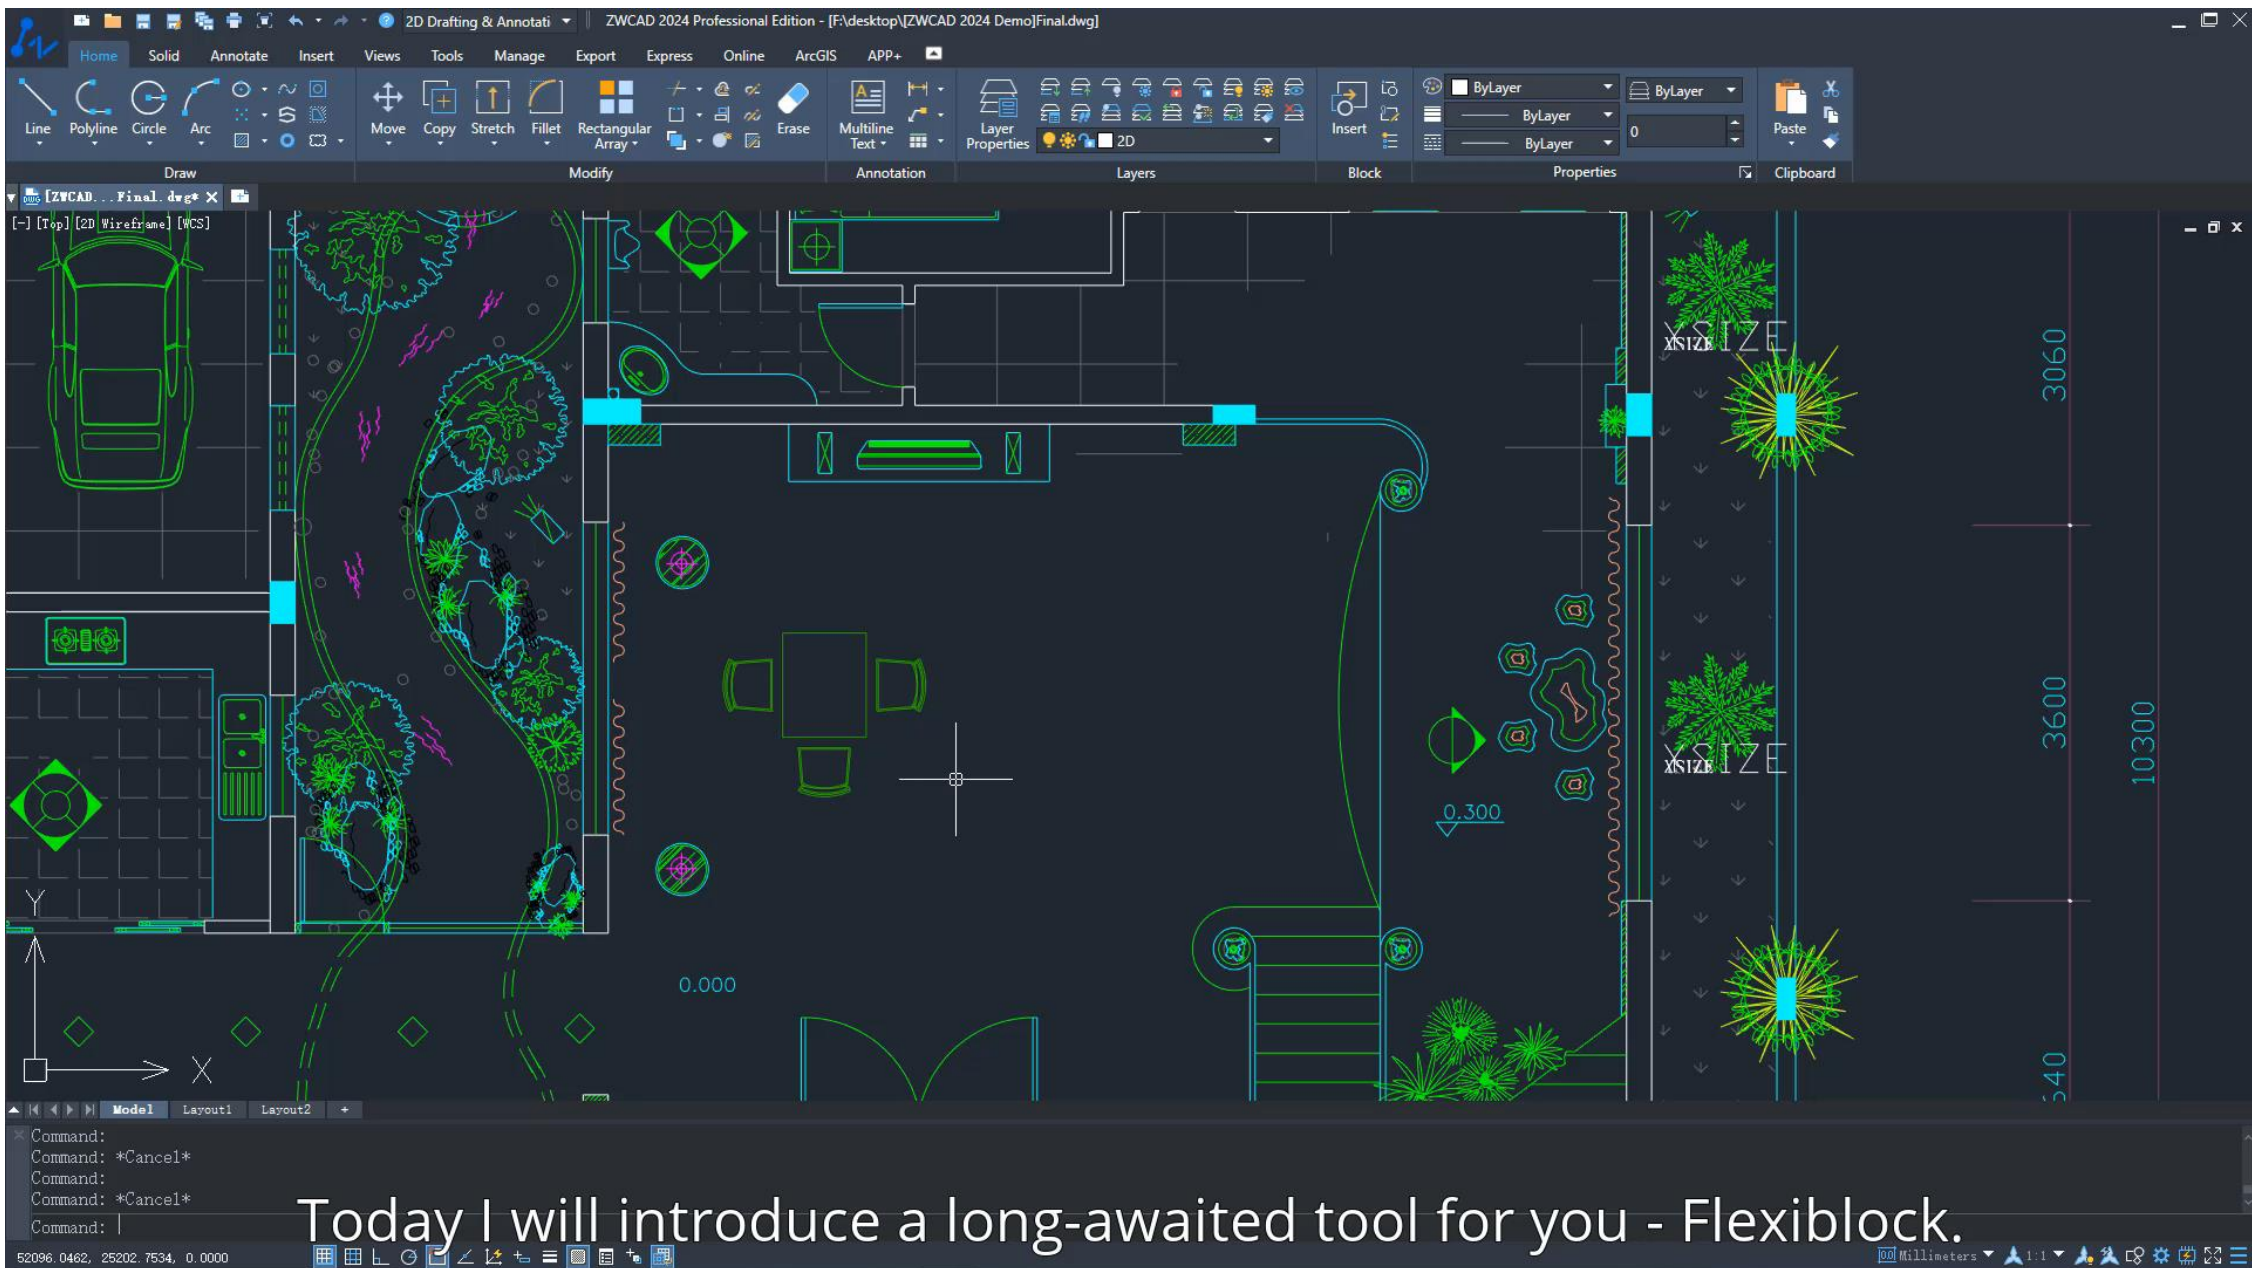 2D Drafting & Annotati
ZWCAD 2024 Professional Edition - [F:\desktop\[ZWCAD 2024 Demo]Final.dwg]
Home Solid Annotate Insert Views Tools Manage Export Express Online ArcGIS APP+
Line Polyline Circle Arc
Move Copy Stretch Fillet Rectangular Array Erase
Multiline Text
Layer Properties
2D
Insert
ByLayer
ByLayer
ByLayer
ByLayer
0
Paste
Draw Modify Annotation Layers Block Properties Clipboard
[ZWCAD...Final.dwg*
[-] [Top] [2D Wireframe] [WCS]
XSIZE
3060
3600
10300
XSIZE
0.300
0.000
Y
X
Model Layout1 Layout2 +
Command:
Command: *Cancel*
Command:
Command: *Cancel*
Command:
Today I will introduce a long-awaited tool for you - Flexiblock.
52096.0462, 25202.7534, 0.0000
Millimeters 1:1